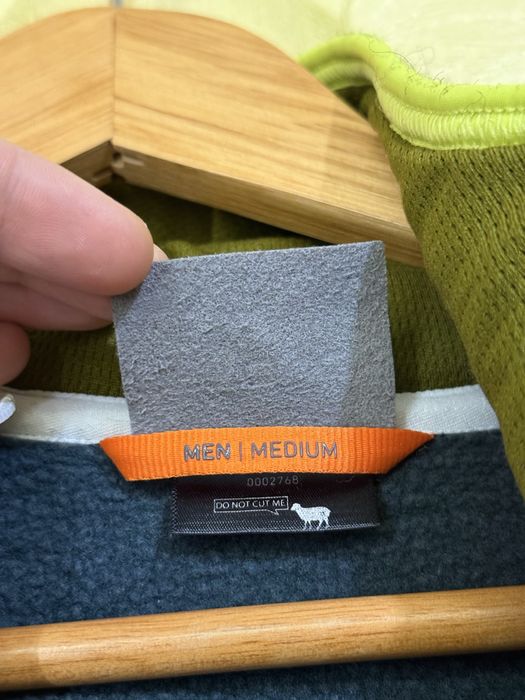 MEN | MEDIUM
0002768
DO NOT CUT ME